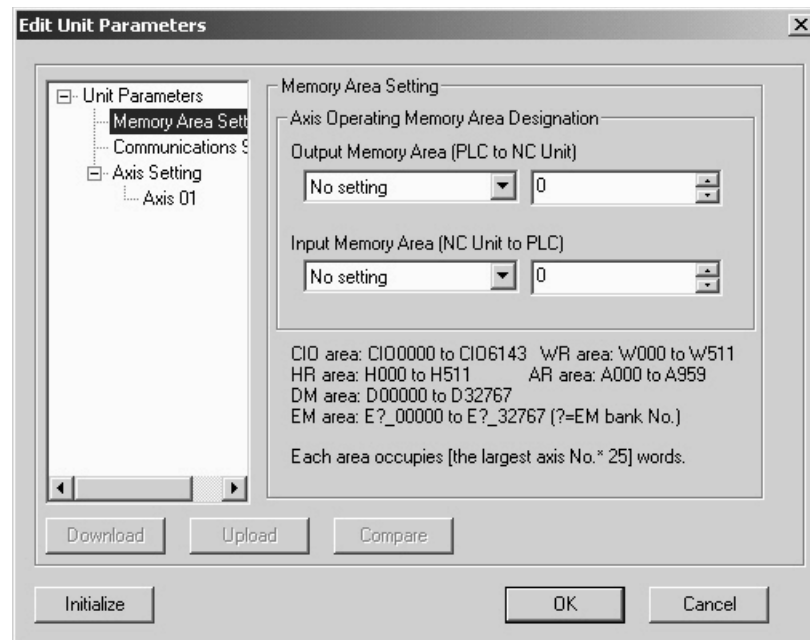 Edit Unit Parameters
Unit Parameters
Memory Area Sett
Communications S
Axis Setting
Axis 01
Memory Area Setting
Axis Operating Memory Area Designation
Output Memory Area (PLC to NC Unit)
No setting 0
Input Memory Area (NC Unit to PLC)
No setting 0
CIO area: CIO0000 to CIO6143 WR area: W000 to W511
HR area: H000 to H511 AR area: A000 to A959
DM area: D00000 to D32767
EM area: E?_00000 to E?_32767 (?=EM bank No.)
Each area occupies [the largest axis No.* 25] words.
Download Upload Compare
Initialize OK Cancel